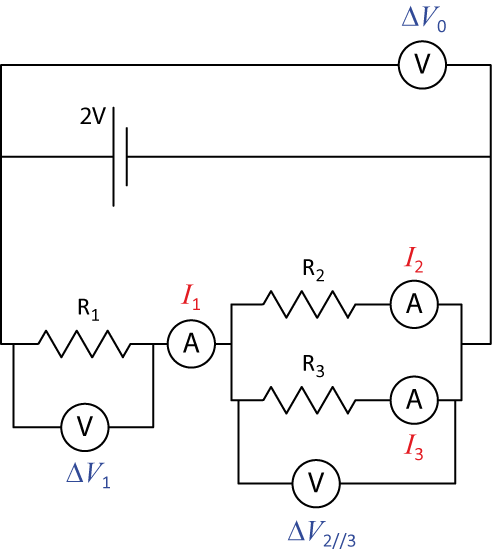 ΔV₀
V
2V
I₂
R₂
A
I₁
R₁
A
R₃
A
I₃
V
ΔV₁
V
ΔV₂//₃